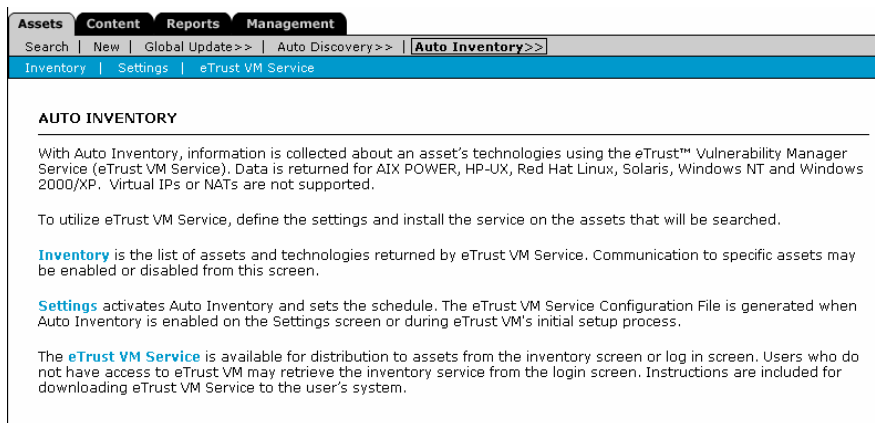 Assets Content Reports Management
Search | New | Global Update>> | Auto Discovery>> | Auto Inventory>>
Inventory | Settings | eTrust VM Service
AUTO INVENTORY
With Auto Inventory, information is collected about an asset's technologies using the eTrust™ Vulnerability Manager
Service (eTrust VM Service). Data is returned for AIX POWER, HP-UX, Red Hat Linux, Solaris, Windows NT and Windows
2000/XP. Virtual IPs or NATs are not supported.
To utilize eTrust VM Service, define the settings and install the service on the assets that will be searched.
Inventory is the list of assets and technologies returned by eTrust VM Service. Communication to specific assets may
be enabled or disabled from this screen.
Settings activates Auto Inventory and sets the schedule. The eTrust VM Service Configuration File is generated when
Auto Inventory is enabled on the Settings screen or during eTrust VM's initial setup process.
The eTrust VM Service is available for distribution to assets from the inventory screen or log in screen. Users who do
not have access to eTrust VM may retrieve the inventory service from the login screen. Instructions are included for
downloading eTrust VM Service to the user's system.